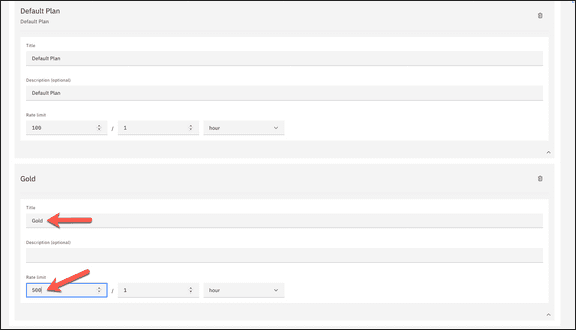 Default Plan
Default Plan
Title
Default Plan
Description (optional)
Default Plan
Rate limit
100 / 1 hour
Gold
Title
Gold
Description (optional)
Rate limit
500 / 1 hour